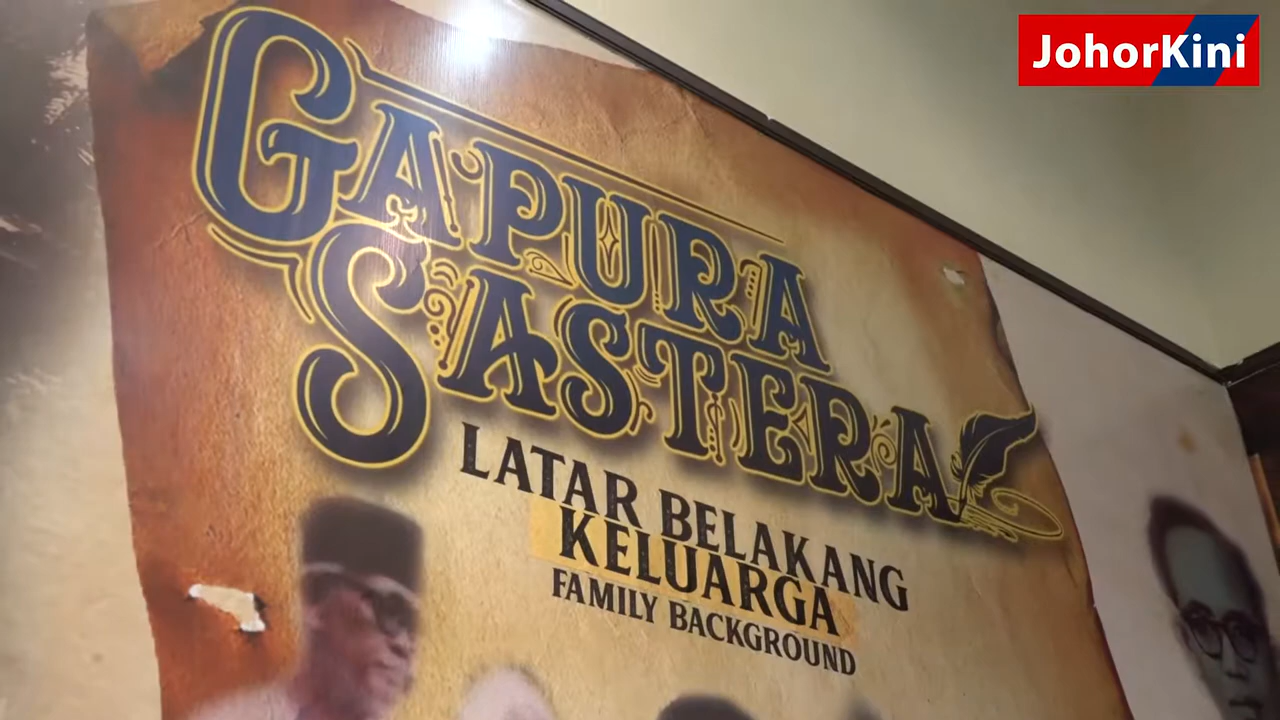 JohorKini
GAPURA
SASTERA
LATAR BELAKANG
KELUARGA
FAMILY BACKGROUND